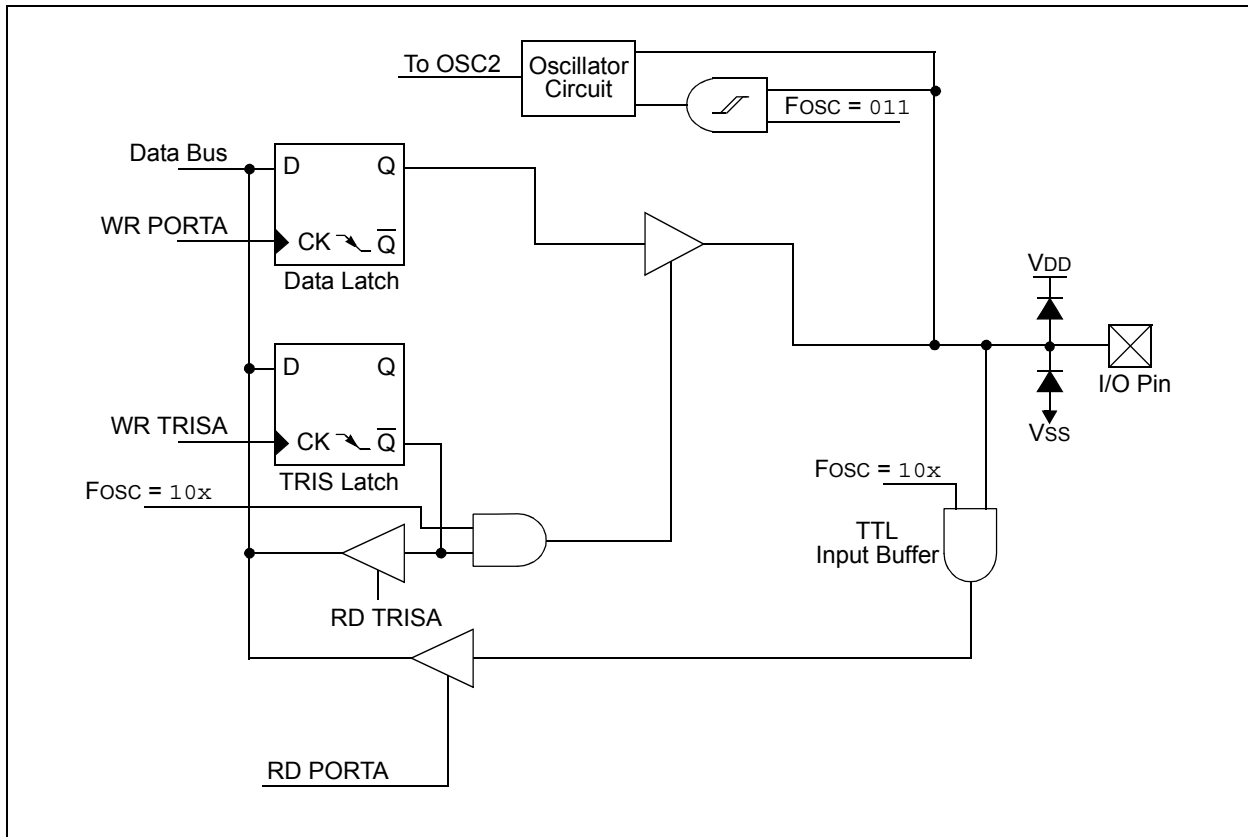 To OSC2
Oscillator
Circuit
FOSC = 011
Data Bus
D
Q
WR PORTA
CK
Q̅
Data Latch
VDD
D
Q
I/O Pin
WR TRISA
CK
Q̅
VSS
TRIS Latch
FOSC = 10x
FOSC = 10x
TTL
Input Buffer
RD TRISA
RD PORTA